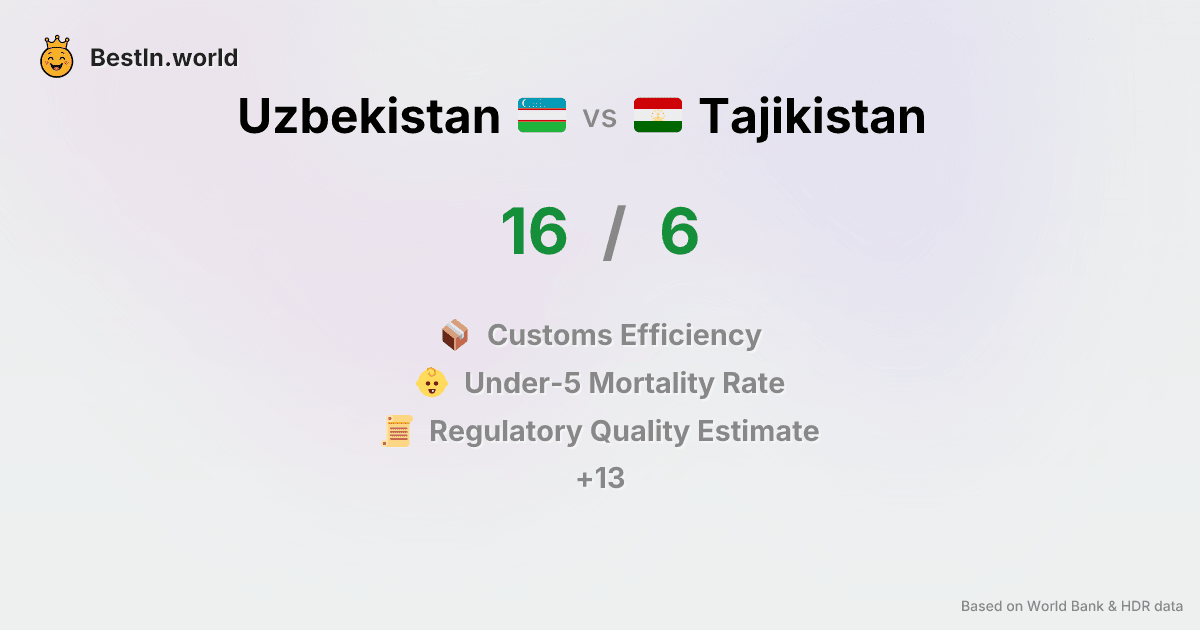 BestIn.world
Uzbekistan vs Tajikistan
16 / 6
Customs Efficiency
Under-5 Mortality Rate
Regulatory Quality Estimate
+13
Based on World Bank & HDR data